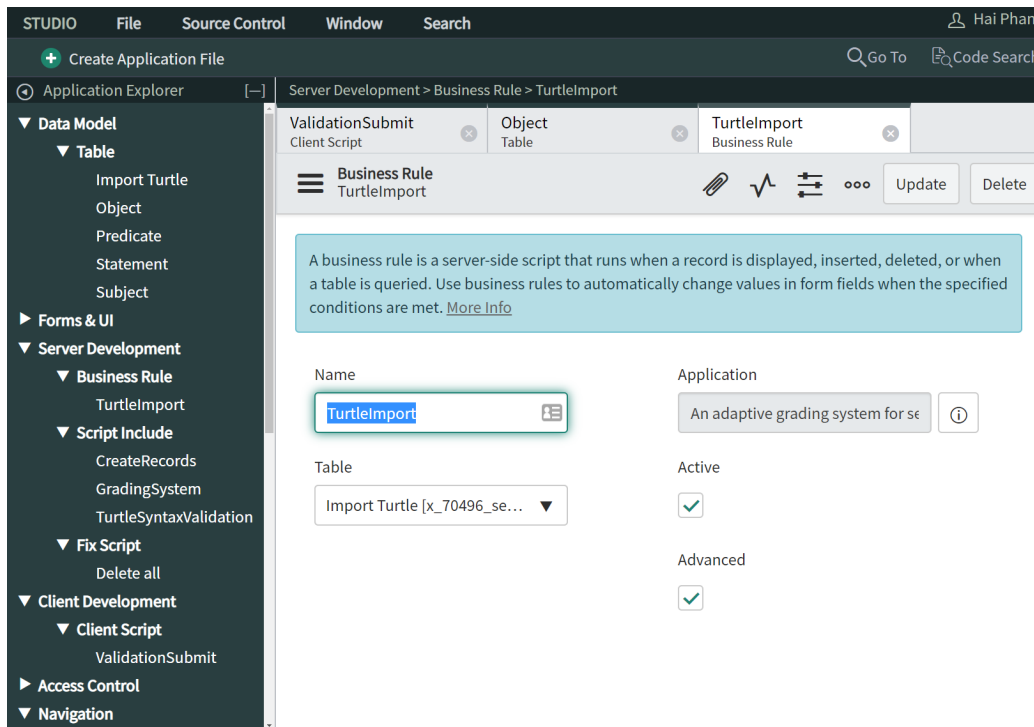 STUDIO File Source Control Window Search Hai Phan
Create Application File Go To Code Search
Application Explorer [—] Server Development > Business Rule > TurtleImport
Data Model
Table
Import Turtle
Object
Predicate
Statement
Subject
Forms & UI
Server Development
Business Rule
TurtleImport
Script Include
CreateRecords
GradingSystem
TurtleSyntaxValidation
Fix Script
Delete all
Client Development
Client Script
ValidationSubmit
Access Control
Navigation
ValidationSubmit Object TurtleImport
Client Script Table Business Rule
Business Rule
TurtleImport
Update Delete
A business rule is a server-side script that runs when a record is displayed, inserted, deleted, or when
a table is queried. Use business rules to automatically change values in form fields when the specified
conditions are met. More Info
Name Application
TurtleImport An adaptive grading system for se
Table Active
Import Turtle [x_70496_se...
Advanced